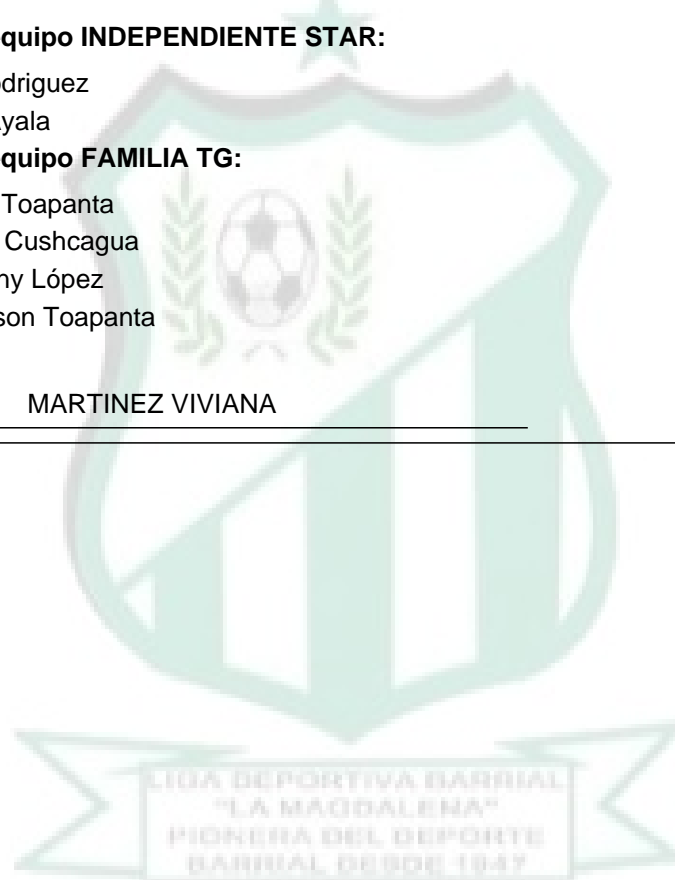 quipo INDEPENDIENTE STAR:
driguez
yala
quipo FAMILIA TG:
Toapanta
Cushcagua
ny López
son Toapanta
MARTINEZ VIVIANA
LIGA DEPORTIVA BARRIAL
"LA MAGDALENA"
PIONERA DEL DEPORTE
BARRIAL DESDE 1947